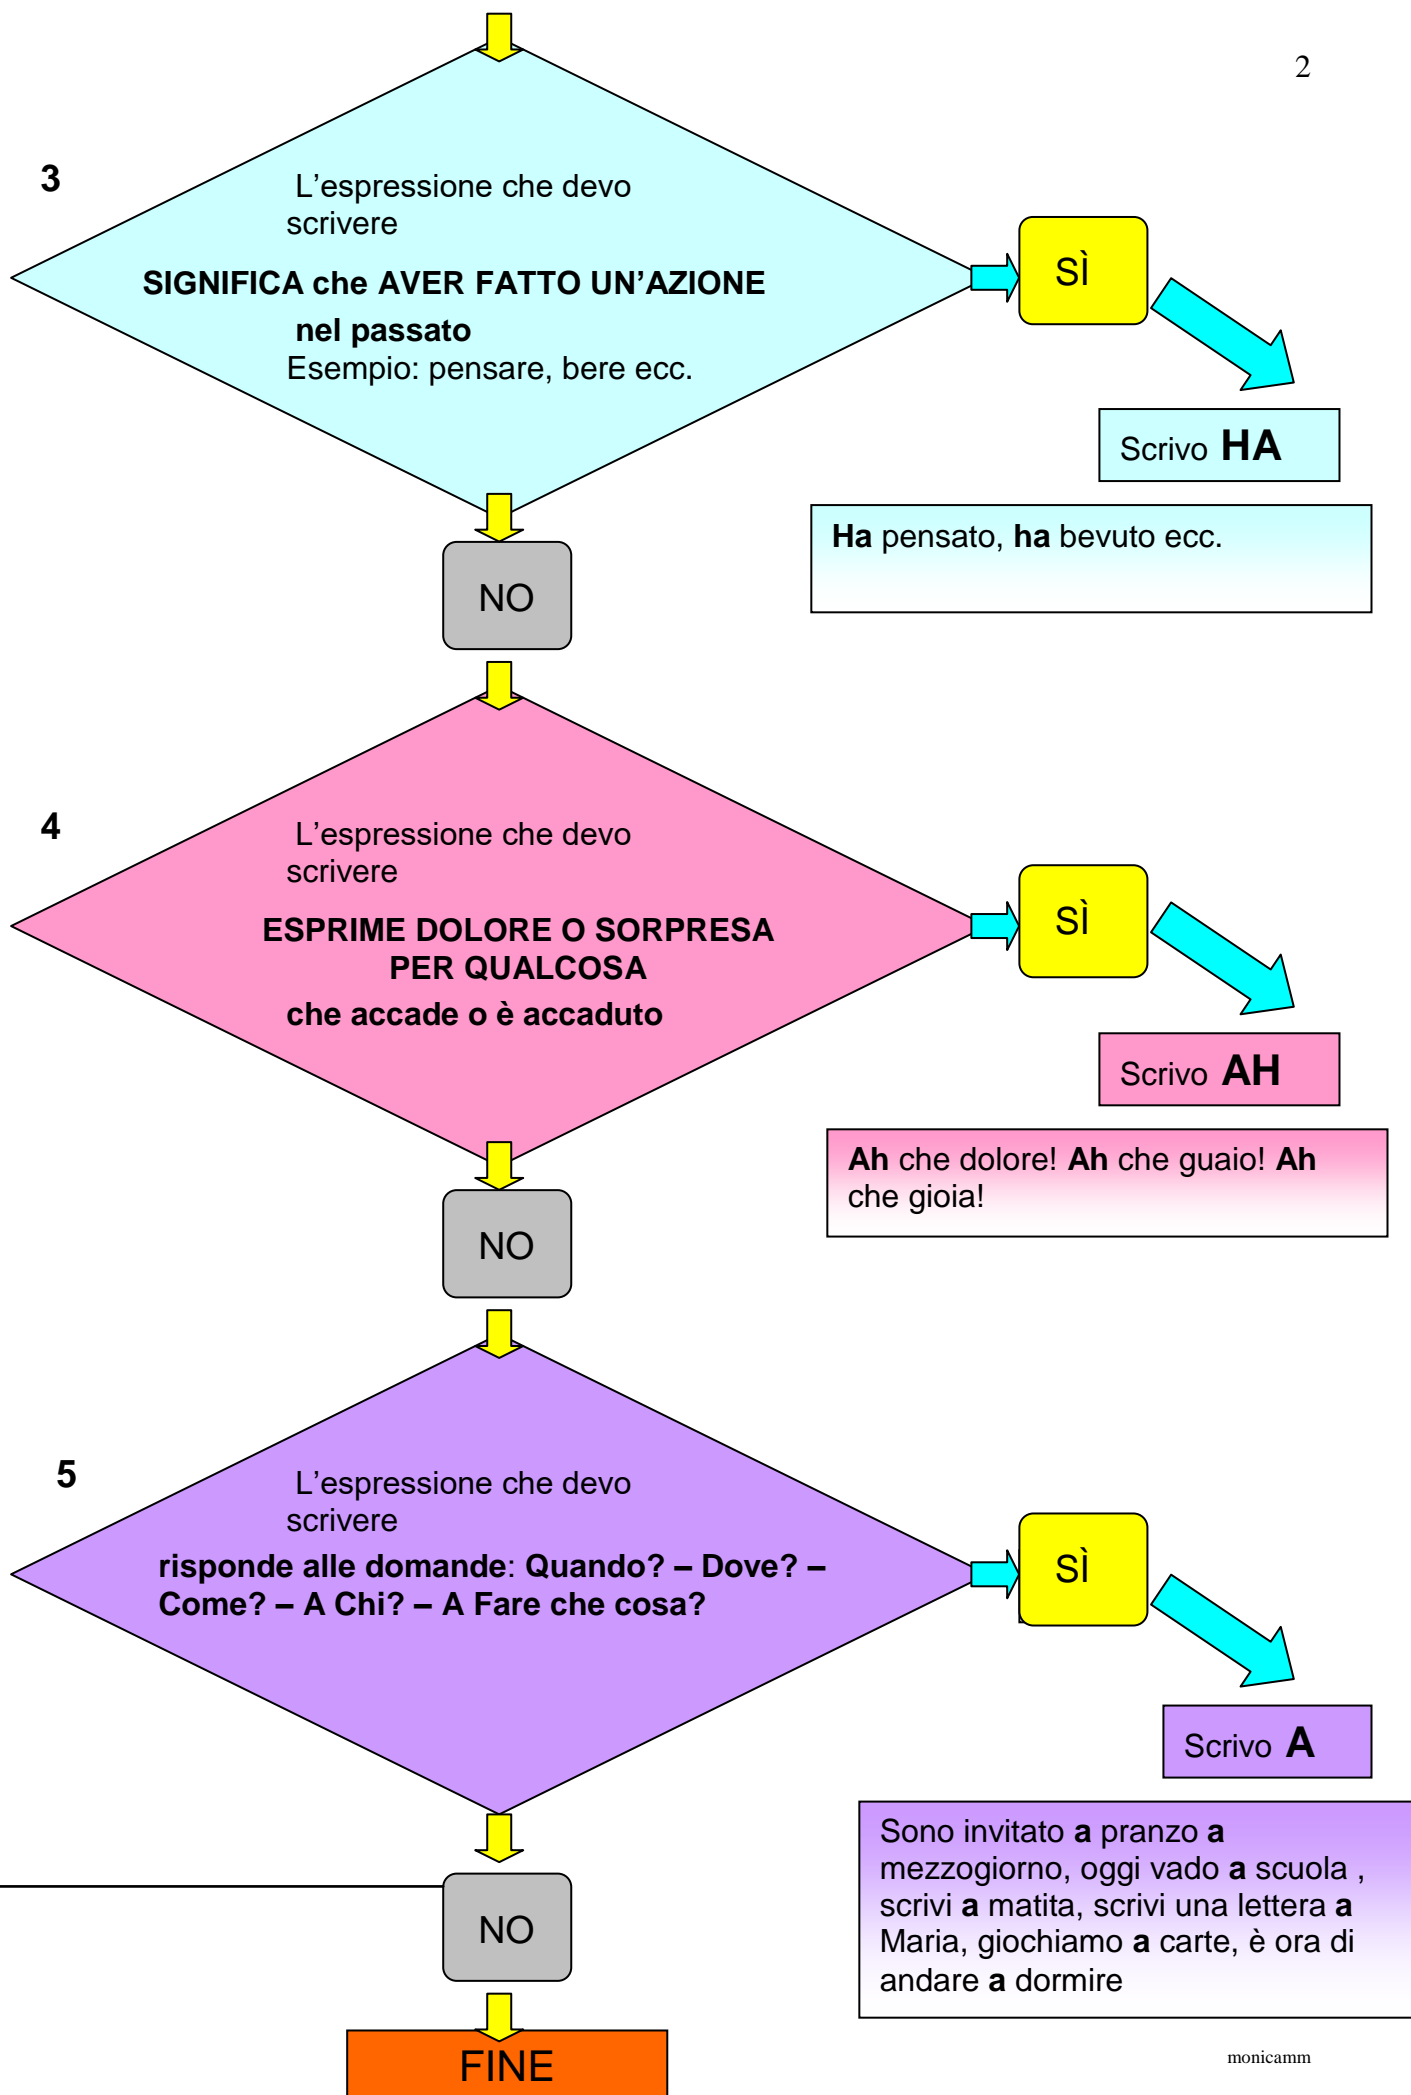 2
3
L’espressione che devo
scrivere
SIGNIFICA che AVER FATTO UN’AZIONE
nel passato
Esempio: pensare, bere ecc.
SÌ
Scrivo HA
Ha pensato, ha bevuto ecc.
NO
4
L’espressione che devo
scrivere
ESPRIME DOLORE O SORPRESA
PER QUALCOSA
che accade o è accaduto
SÌ
Scrivo AH
Ah che dolore! Ah che guaio! Ah
che gioia!
NO
5
L’espressione che devo
scrivere
risponde alle domande: Quando? – Dove? –
Come? – A Chi? – A Fare che cosa?
SÌ
Scrivo A
Sono invitato a pranzo a
mezzogiorno, oggi vado a scuola ,
scrivi a matita, scrivi una lettera a
Maria, giochiamo a carte, è ora di
andare a dormire
NO
FINE
monicamm